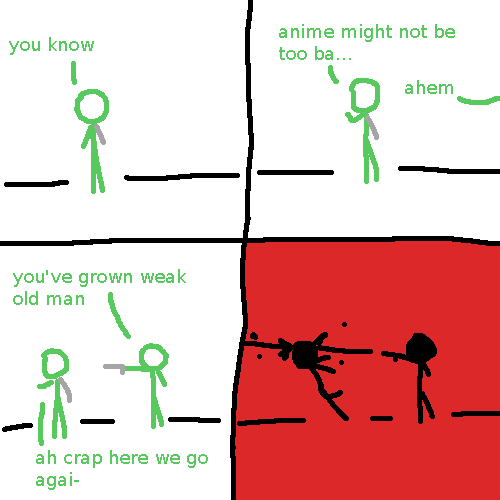 you know
anime might not be
too ba...
ahem
you've grown weak
old man
ah crap here we go
agai-